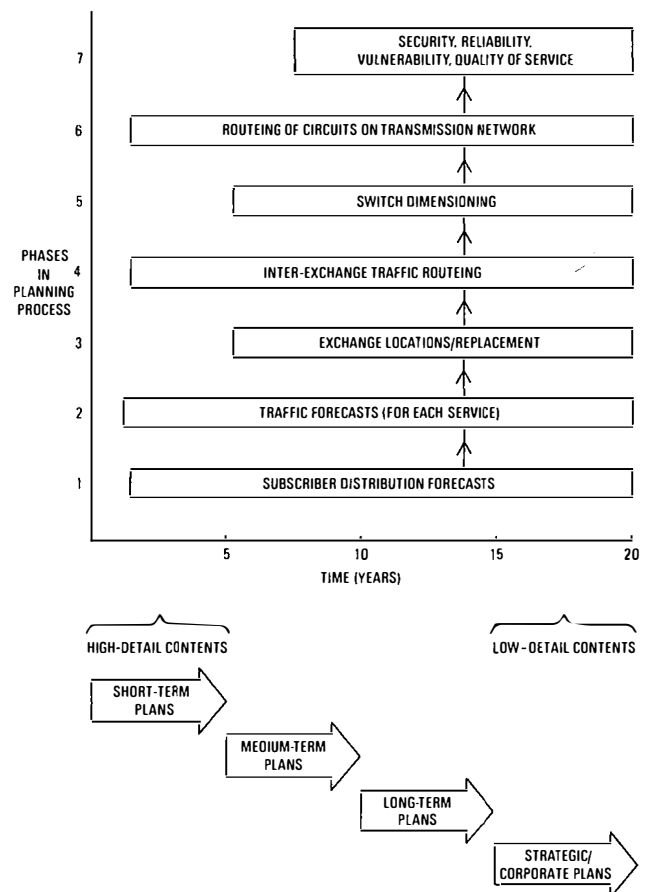 7
SECURITY, RELIABILITY,
VULNERABILITY, QUALITY OF SERVICE
6
ROUTEING OF CIRCUITS ON TRANSMISSION NETWORK
5
SWITCH DIMENSIONING
PHASES
IN
PLANNING
PROCESS
4
INTER-EXCHANGE TRAFFIC ROUTEING
3
EXCHANGE LOCATIONS/REPLACEMENT
2
TRAFFIC FORECASTS (FOR EACH SERVICE)
1
SUBSCRIBER DISTRIBUTION FORECASTS
5 10 15 20
TIME (YEARS)
HIGH-DETAIL CONTENTS
LOW-DETAIL CONTENTS
SHORT-TERM
PLANS
MEDIUM-TERM
PLANS
LONG-TERM
PLANS
STRATEGIC/
CORPORATE PLANS